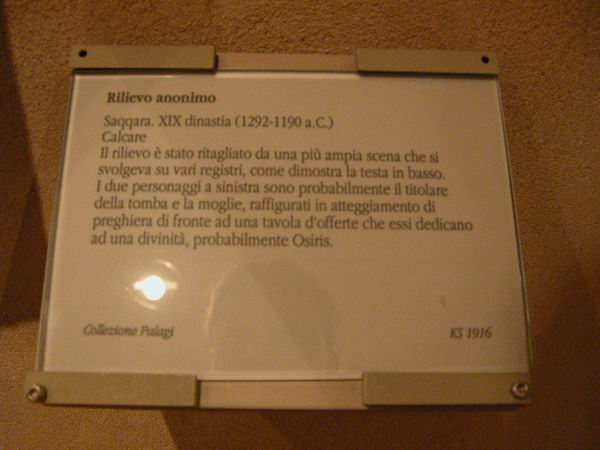 Rilievo anonimo
Saqqara. XIX dinastia (1292-1190 a.C.)
Calcare
Il rilievo è stato ritagliato da una più ampia scena che si
svolgeva su vari registri, come dimostra la testa in basso.
I due personaggi a sinistra sono probabilmente il titolare
della tomba e la moglie, raffigurati in atteggiamento di
preghiera di fronte ad una tavola d'offerte che essi dedicano
ad una divinità, probabilmente Osiris.
Collezione Palagi
KS 1916